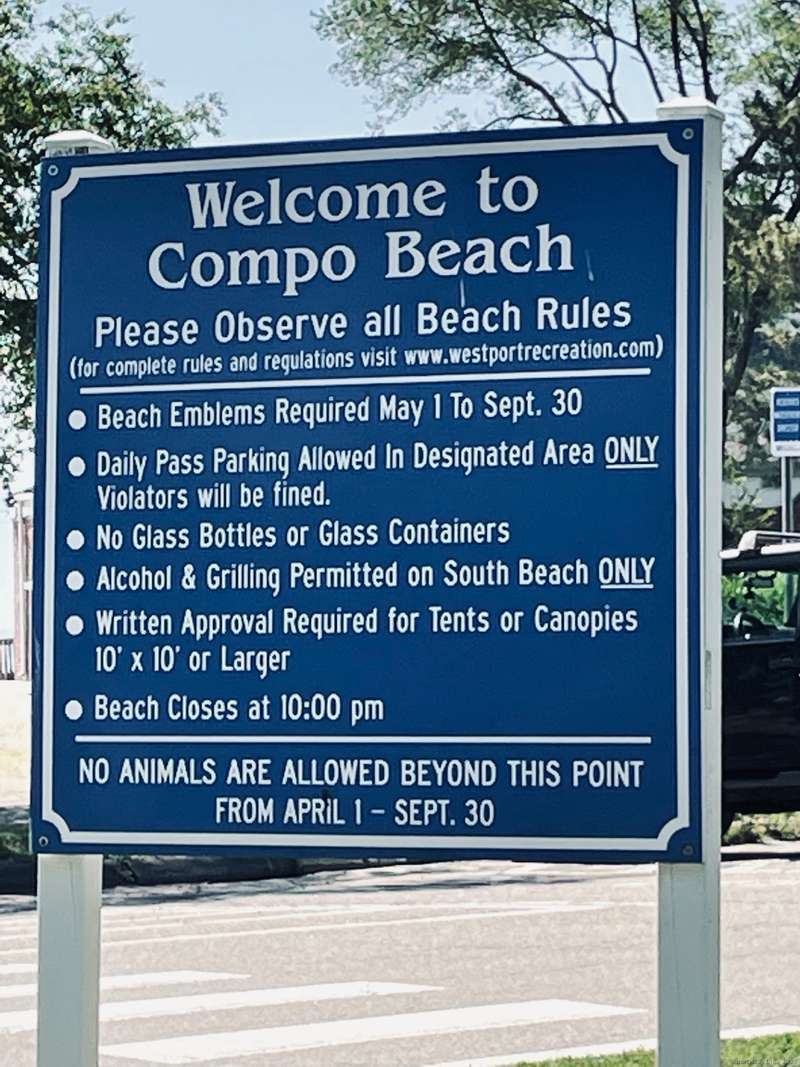 Welcome to
Compo Beach
Please Observe all Beach Rules
(for complete rules and regulations visit www.westportrecreation.com)
● Beach Emblems Required May 1 To Sept. 30
● Daily Pass Parking Allowed In Designated Area ONLY
Violators will be fined.
● No Glass Bottles or Glass Containers
● Alcohol & Grilling Permitted on South Beach ONLY
● Written Approval Required for Tents or Canopies
10' x 10' or Larger
● Beach Closes at 10:00 pm
NO ANIMALS ARE ALLOWED BEYOND THIS POINT
FROM APRIL 1 – SEPT. 30